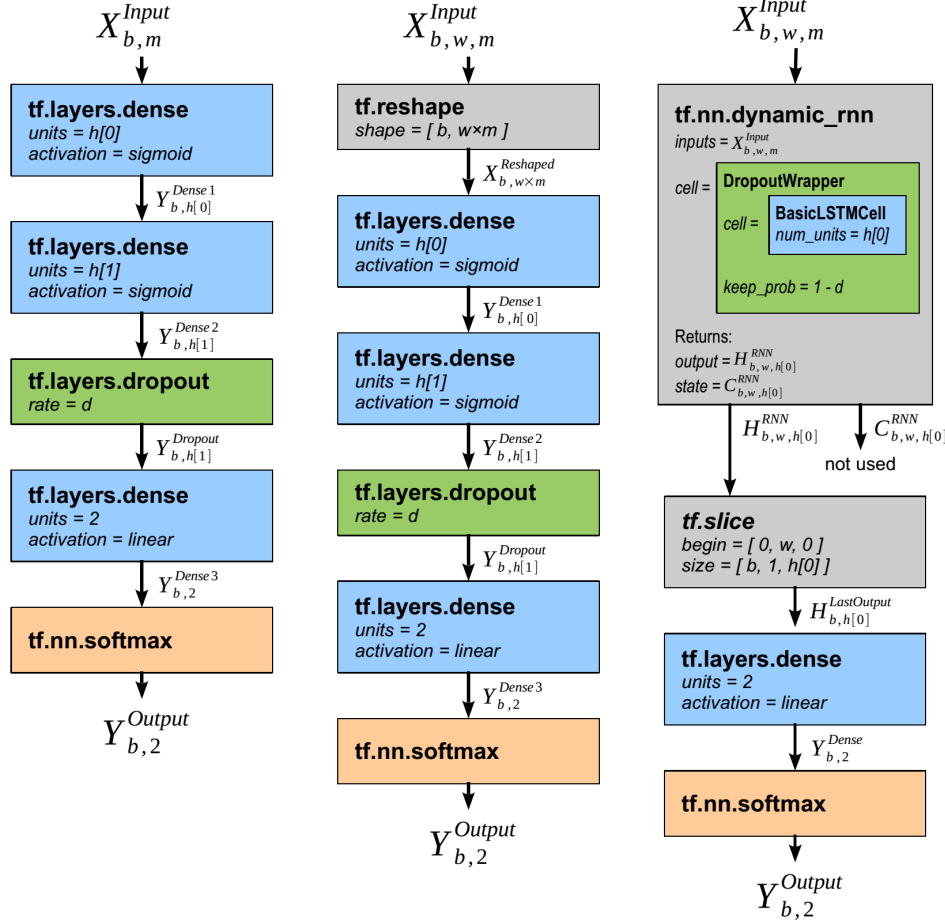 X^{Input}_{b,m}
tf.layers.dense
units = h[0]
activation = sigmoid
Y^{Dense1}_{b,h[0]}
tf.layers.dense
units = h[1]
activation = sigmoid
Y^{Dense2}_{b,h[1]}
tf.layers.dropout
rate = d
Y^{Dropout}_{b,h[1]}
tf.layers.dense
units = 2
activation = linear
Y^{Dense3}_{b,2}
tf.nn.softmax
Y^{Output}_{b,2}
X^{Input}_{b,w,m}
tf.reshape
shape = [ b, w×m ]
X^{Reshaped}_{b,w×m}
tf.layers.dense
units = h[0]
activation = sigmoid
Y^{Dense1}_{b,h[0]}
tf.layers.dense
units = h[1]
activation = sigmoid
Y^{Dense2}_{b,h[1]}
tf.layers.dropout
rate = d
Y^{Dropout}_{b,h[1]}
tf.layers.dense
units = 2
activation = linear
Y^{Dense3}_{b,2}
tf.nn.softmax
Y^{Output}_{b,2}
X^{Input}_{b,w,m}
tf.nn.dynamic_rnn
inputs = X^{Input}_{b,w,m}
cell = DropoutWrapper
cell = BasicLSTMCell
num_units = h[0]
keep_prob = 1 - d
Returns:
output = H^{RNN}_{b,w,h[0]}
state = C^{RNN}_{b,w,h[0]}
H^{RNN}_{b,w,h[0]} C^{RNN}_{b,w,h[0]}
not used
tf.slice
begin = [ 0, w, 0 ]
size = [ b, 1, h[0] ]
H^{LastOutput}_{b,h[0]}
tf.layers.dense
units = 2
activation = linear
Y^{Dense}_{b,2}
tf.nn.softmax
Y^{Output}_{b,2}